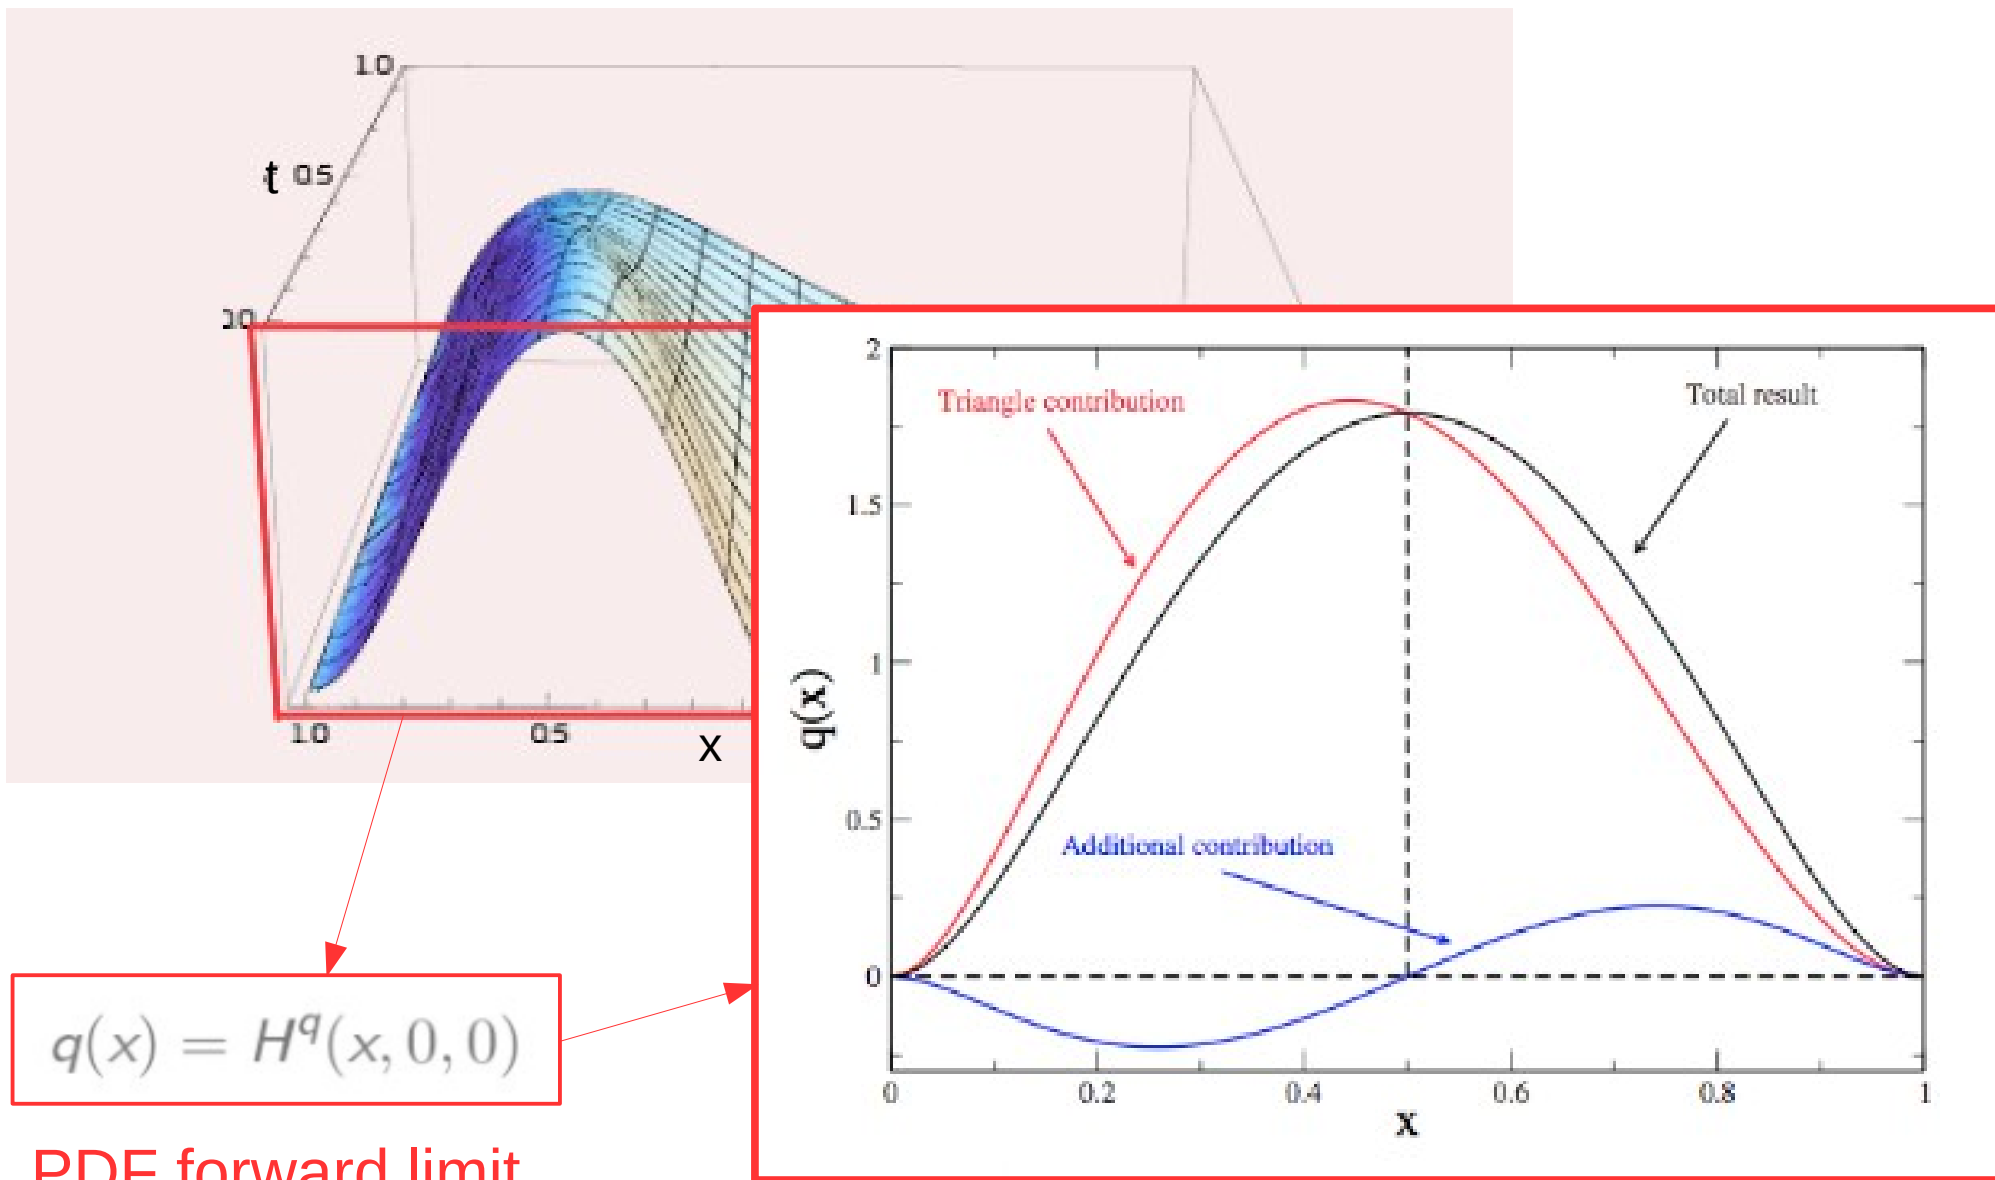 1.0
t 0.5
0.0
1.0
0.5
x
2
1.5
1
0.5
0
Triangle contribution
Total result
Additional contribution
q(x)
0
0.2
0.4
0.6
0.8
1
x
q(x) = H^q(x, 0, 0)
PDF forward limit